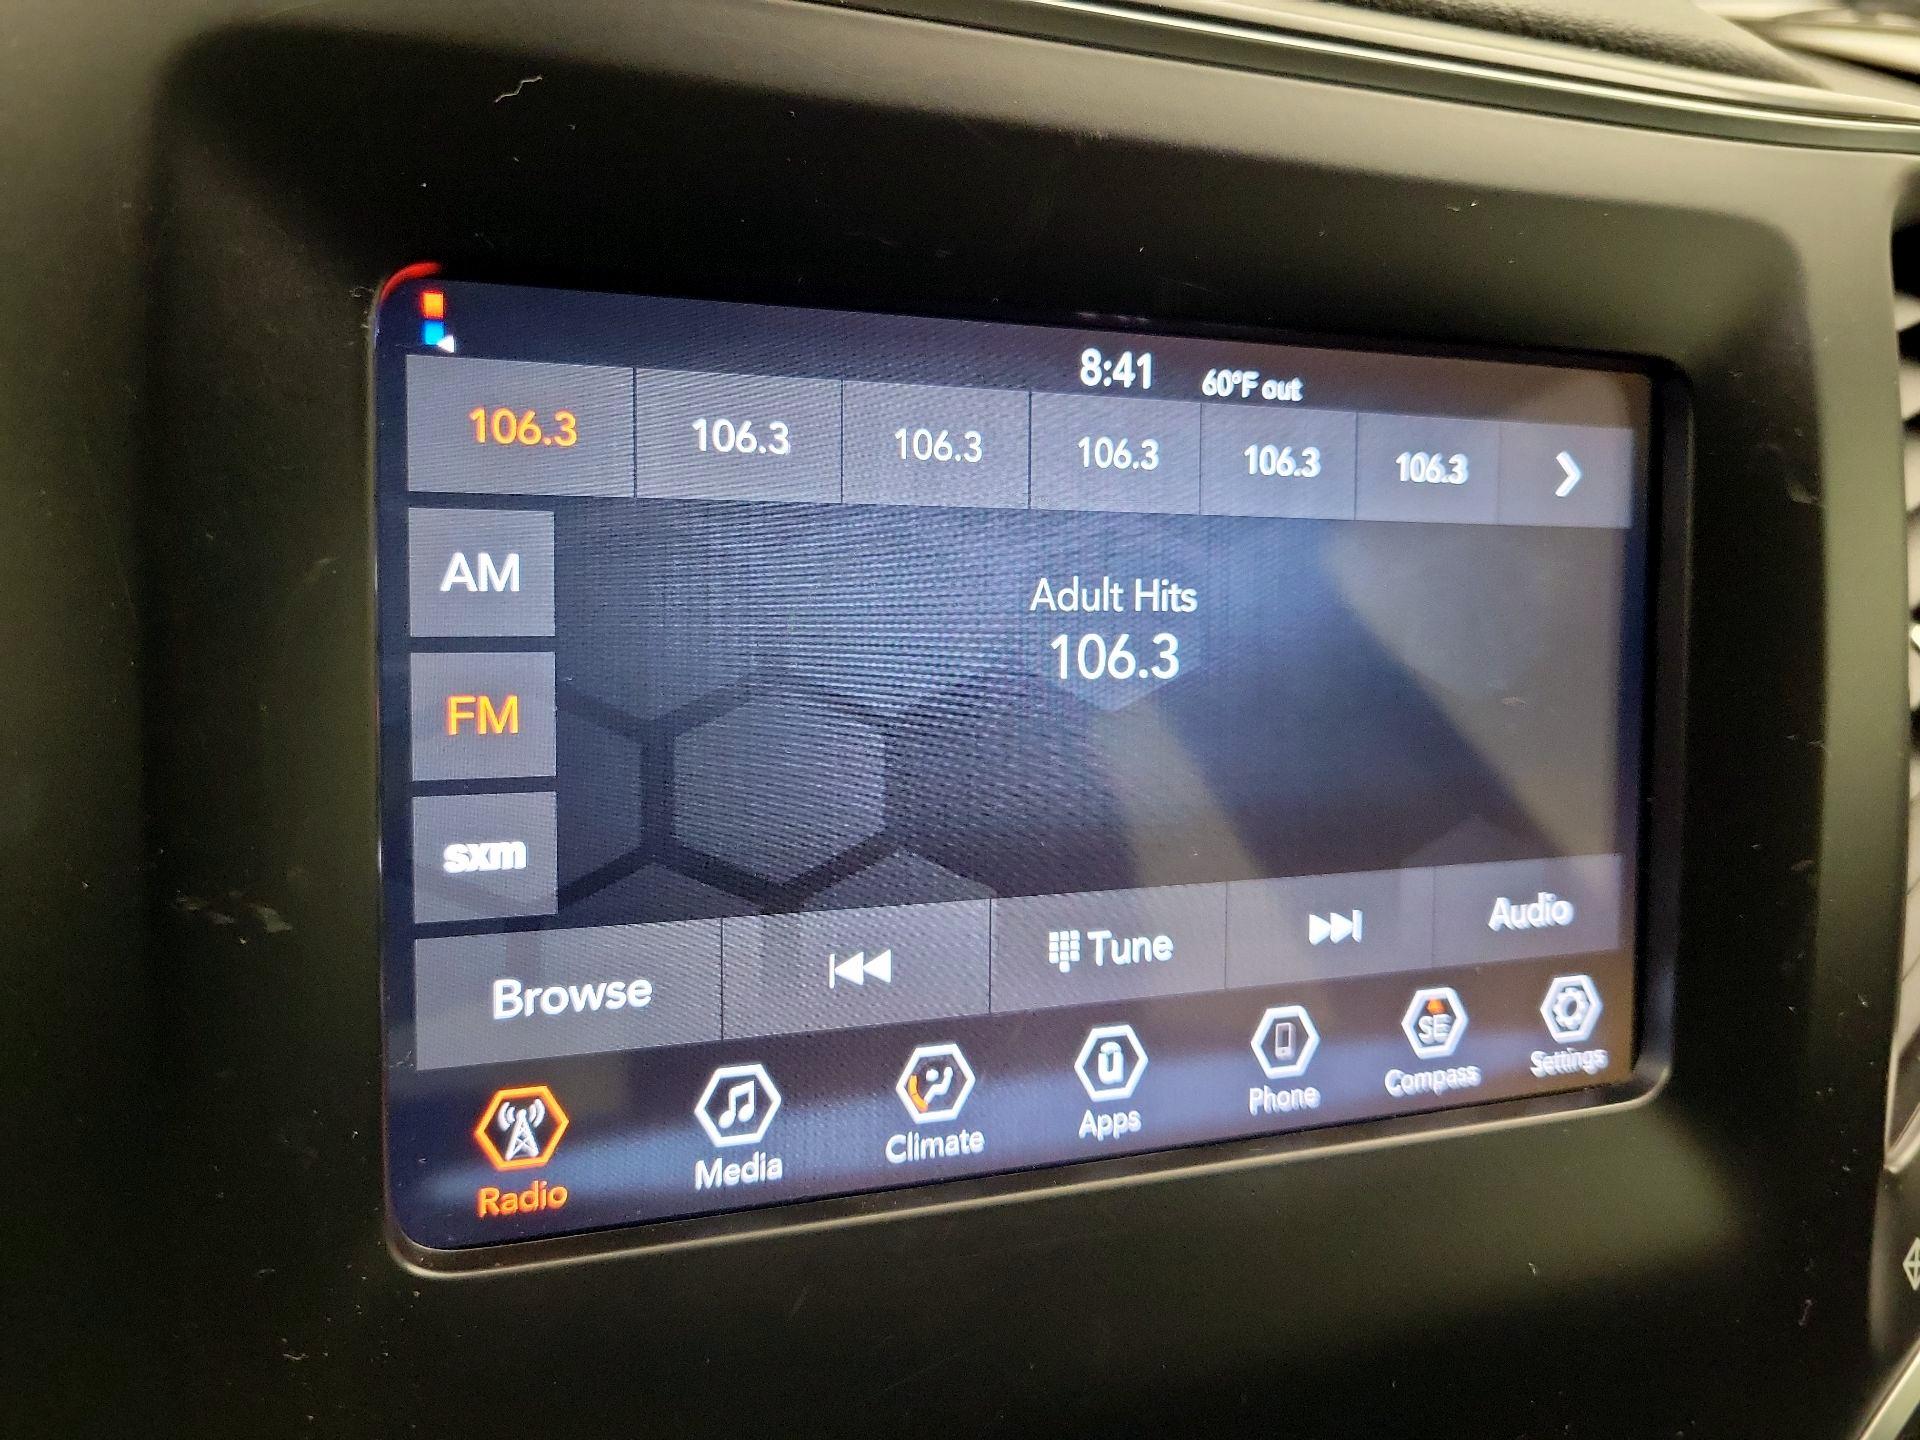 8:41 60°F out
106.3 106.3 106.3 106.3 106.3 106.3
AM
Adult Hits
106.3
FM
sxm
Browse Tune Audio
SE
Radio Media Climate Apps Phone Compass Settings